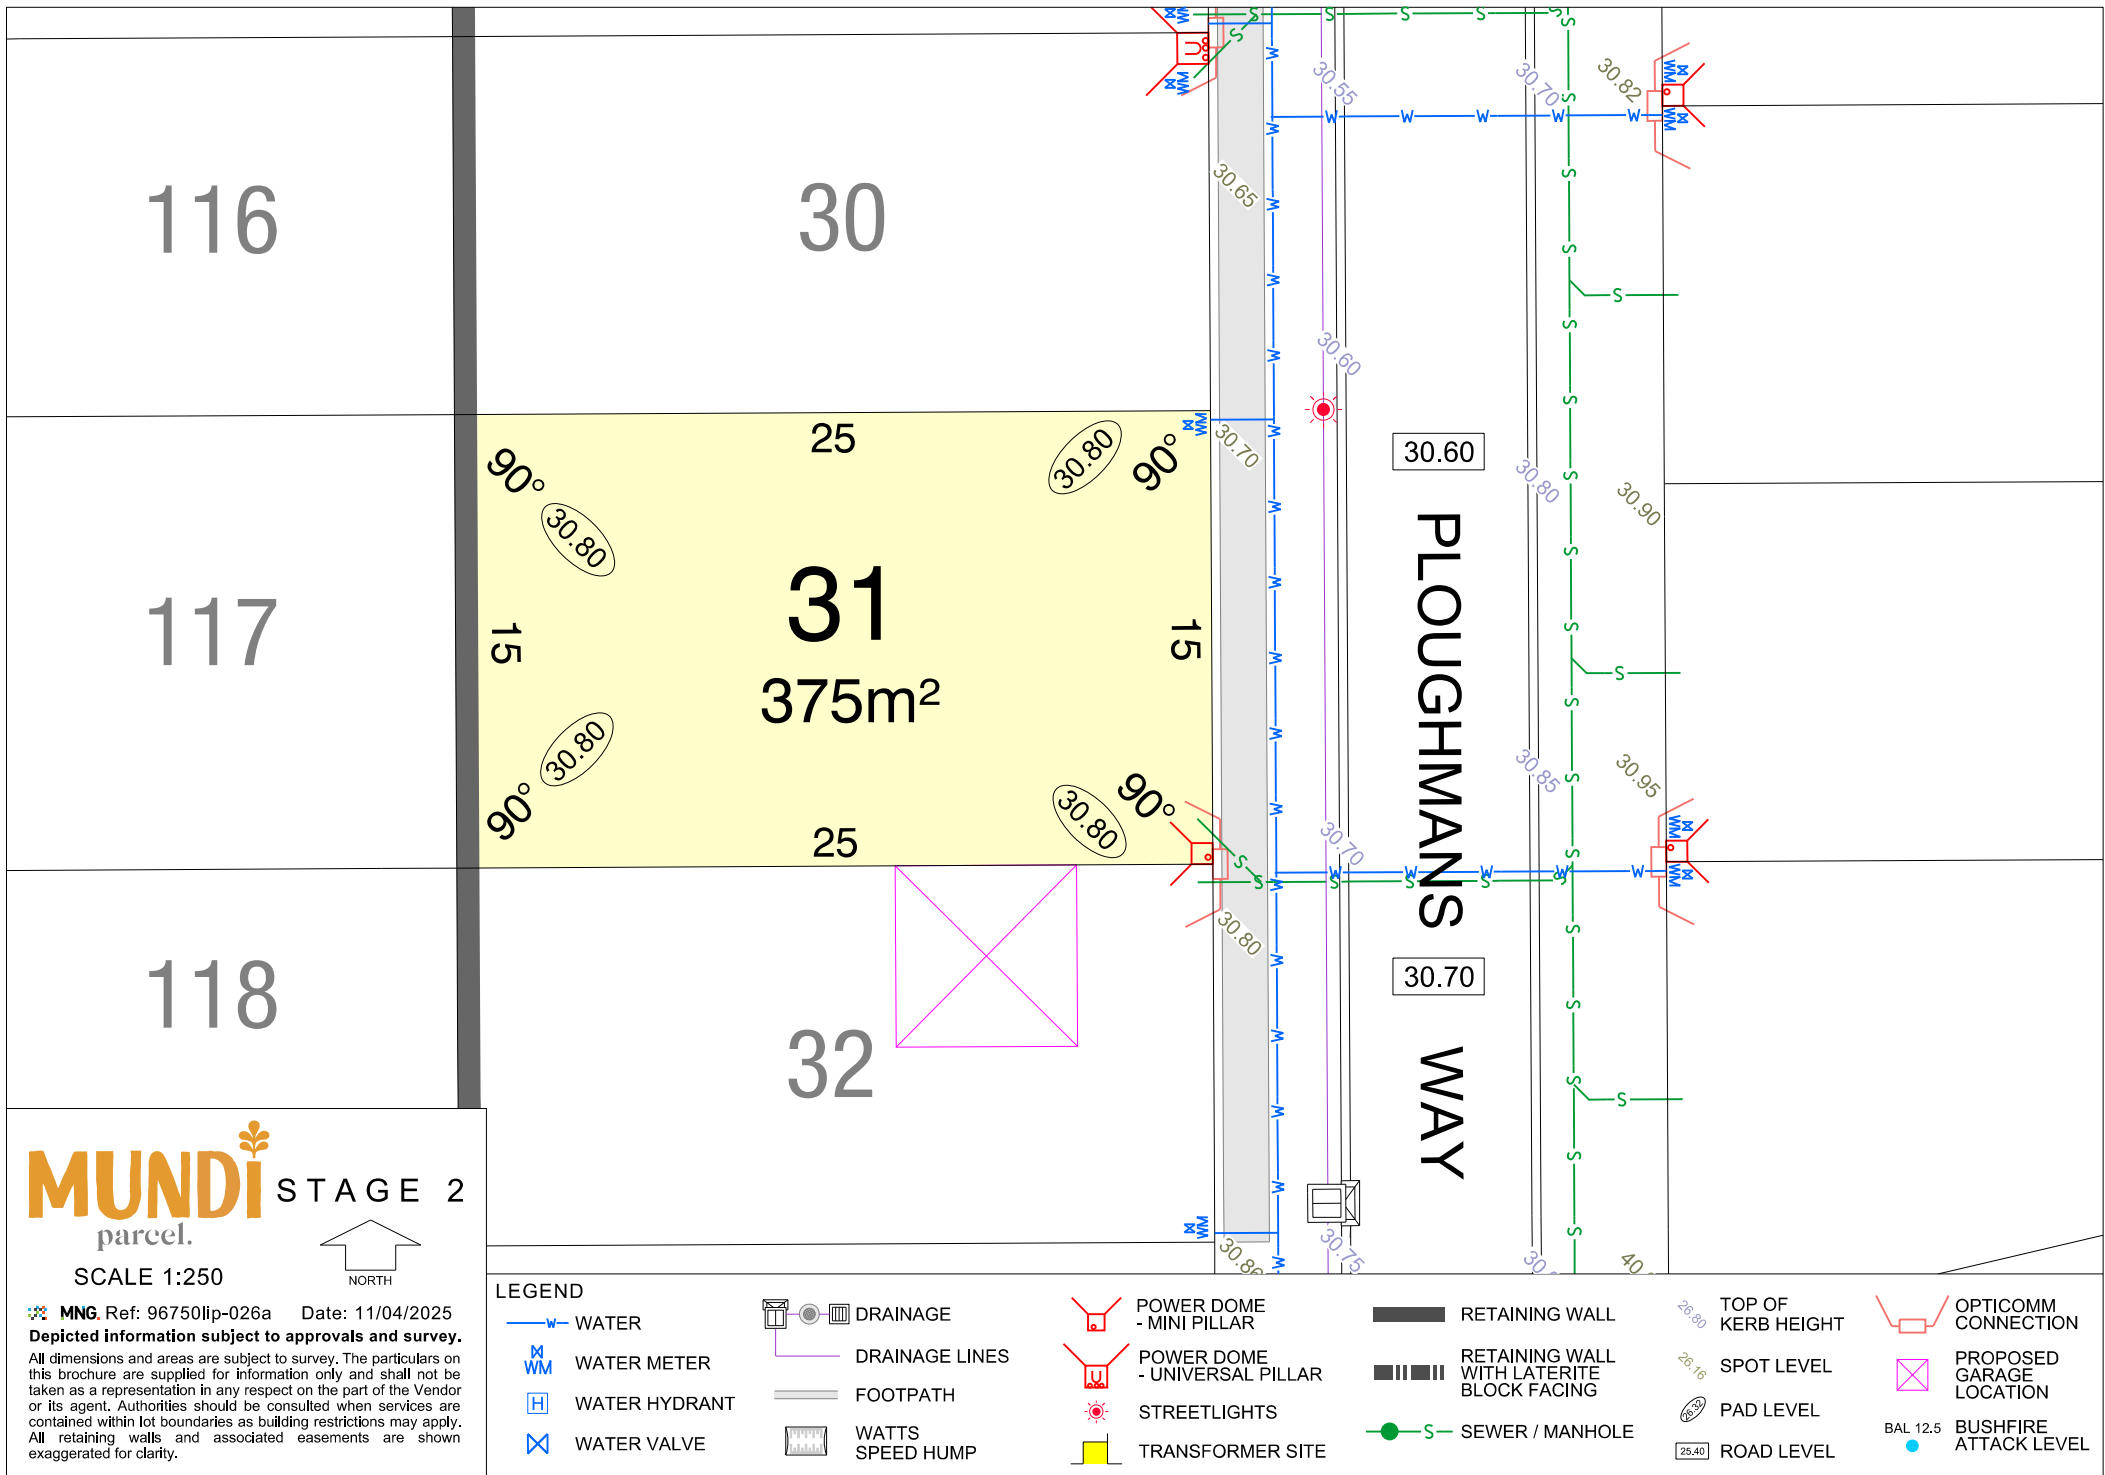 116
30
30.55
30.70
30.82
30.65
30.60
117
25
90°
30.80
30.80
90°
30.70
30.60
30.80
30.90
31
375m²
15
15
PLOUGHMANS WAY
90°
30.80
30.80
90°
25
30.70
30.85
30.95
30.80
30.70
118
32
30.75
MUNDI
parcel.
STAGE 2
SCALE 1:250
NORTH
MNG Ref: 96750lip-026a Date: 11/04/2025
Depicted information subject to approvals and survey.
All dimensions and areas are subject to survey. The particulars on
this brochure are supplied for information only and shall not be
taken as a representation in any respect on the part of the Vendor
or its agent. Authorities should be consulted when services are
contained within lot boundaries as building restrictions may apply.
All retaining walls and associated easements are shown
exaggerated for clarity.
LEGEND
W WATER
WM WATER METER
H WATER HYDRANT
WATER VALVE
DRAINAGE
DRAINAGE LINES
FOOTPATH
WATTS
SPEED HUMP
POWER DOME
- MINI PILLAR
U POWER DOME
- UNIVERSAL PILLAR
STREETLIGHTS
TRANSFORMER SITE
RETAINING WALL
RETAINING WALL
WITH LATERITE
BLOCK FACING
S SEWER / MANHOLE
26.80 TOP OF
KERB HEIGHT
26.16 SPOT LEVEL
26.32 PAD LEVEL
25.40 ROAD LEVEL
OPTICOMM
CONNECTION
PROPOSED
GARAGE
LOCATION
BAL 12.5 BUSHFIRE
ATTACK LEVEL